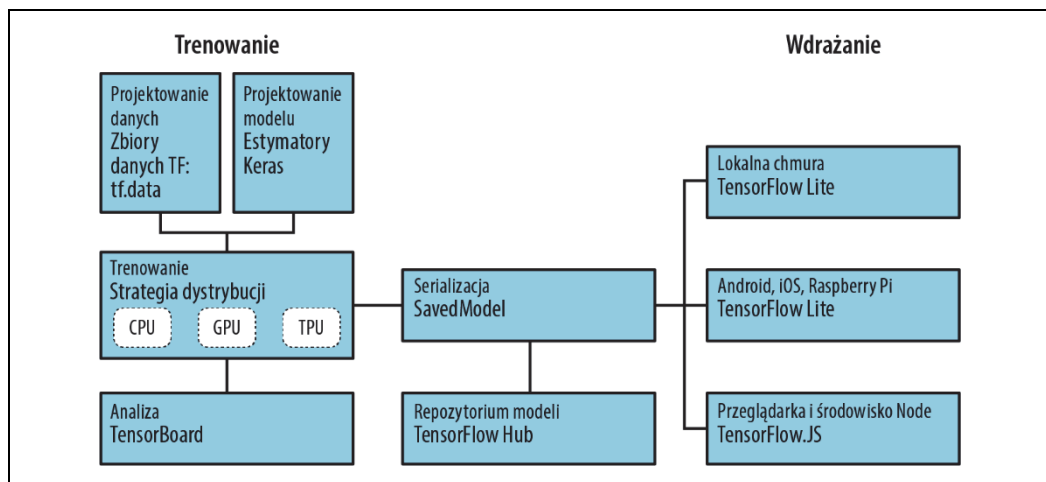 Trenowanie
Wdrażanie
Projektowanie
danych
Zbiory
danych TF:
tf.data
Projektowanie
modelu
Estymatory
Keras
Trenowanie
Strategia dystrybucji
CPU
GPU
TPU
Analiza
TensorBoard
Serializacja
SavedModel
Repozytorium modeli
TensorFlow Hub
Lokalna chmura
TensorFlow Lite
Android, iOS, Raspberry Pi
TensorFlow Lite
Przeglądarka i środowisko Node
TensorFlow.JS